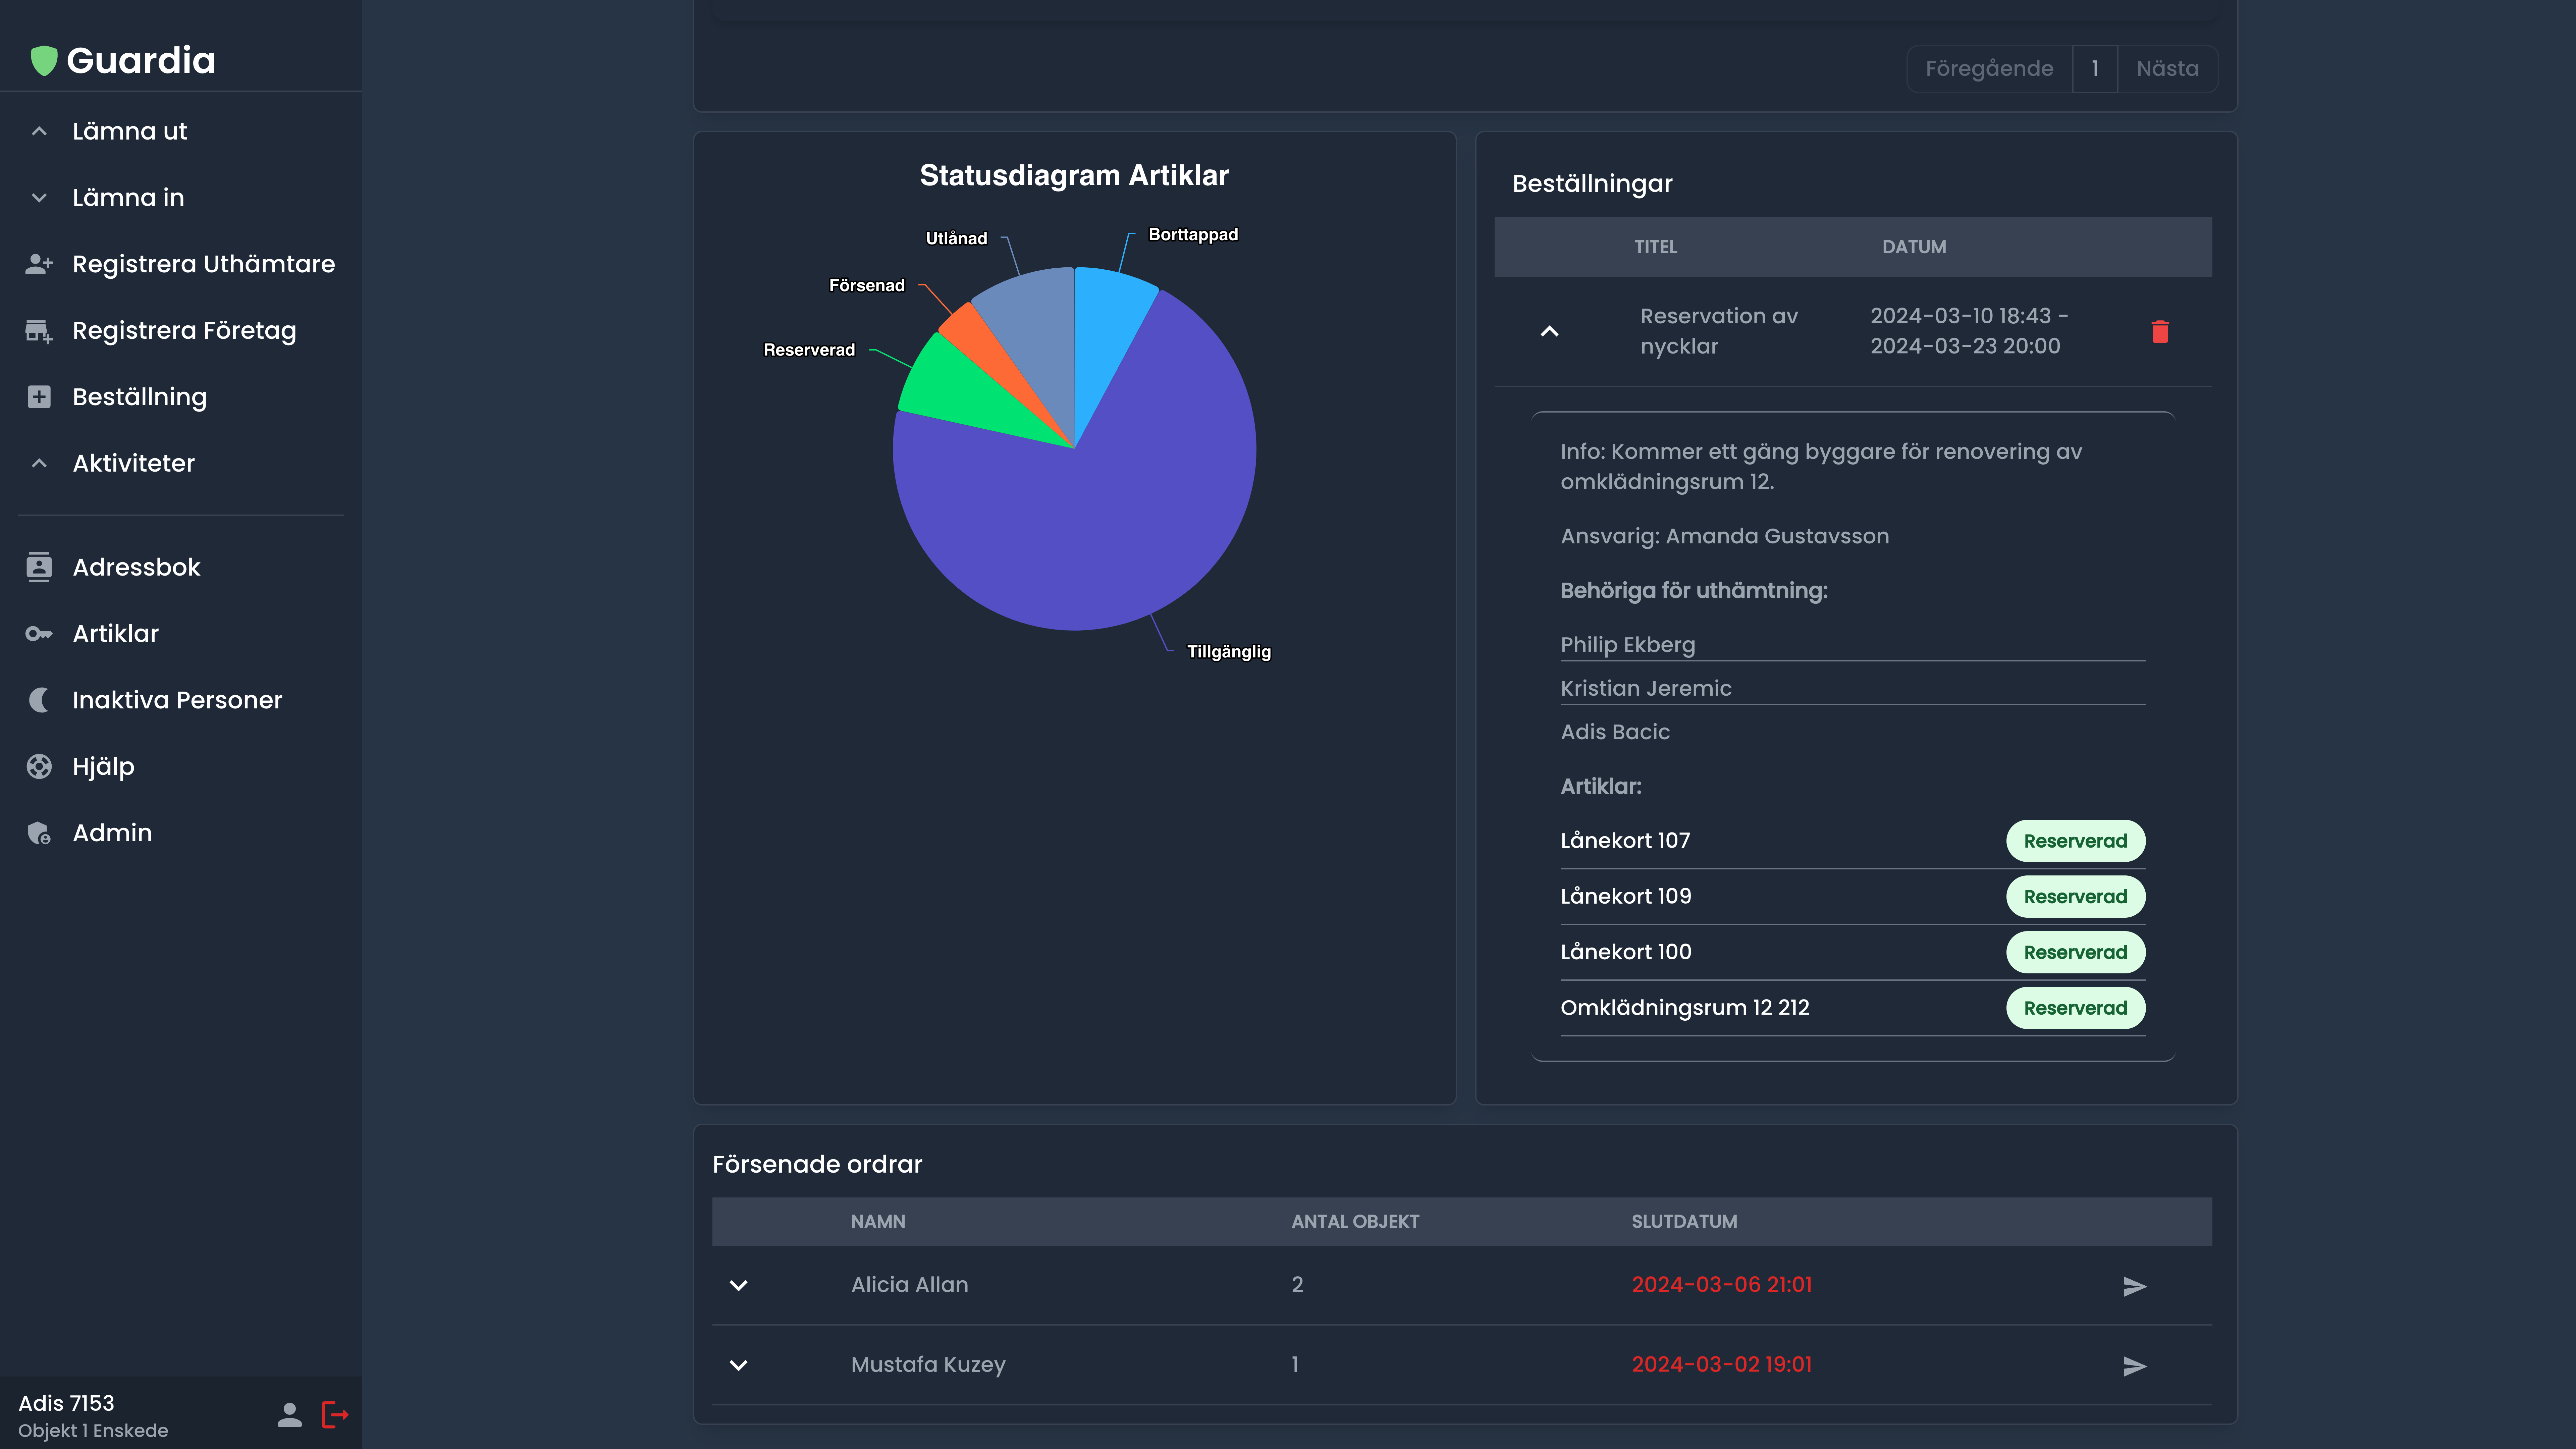 Guardia
Lämna ut
Lämna in
Registrera Uthämtare
Registrera Företag
Beställning
Aktiviteter
Adressbok
Artiklar
Inaktiva Personer
Hjälp
Admin
Adis 7153
Objekt 1 Enskede
Föregående 1 Nästa
Statusdiagram Artiklar
Utlånad
Borttappad
Försenad
Reserverad
Tillgänglig
Beställningar
TITEL DATUM
Reservation av
nycklar
2024-03-10 18:43 -
2024-03-23 20:00
Info: Kommer ett gäng byggare för renovering av
omklädningsrum 12.
Ansvarig: Amanda Gustavsson
Behöriga för uthämtning:
Philip Ekberg
Kristian Jeremic
Adis Bacic
Artiklar:
Lånekort 107 Reserverad
Lånekort 109 Reserverad
Lånekort 100 Reserverad
Omklädningsrum 12 212 Reserverad
Försenade ordrar
NAMN ANTAL OBJEKT SLUTDATUM
Alicia Allan 2 2024-03-06 21:01
Mustafa Kuzey 1 2024-03-02 19:01